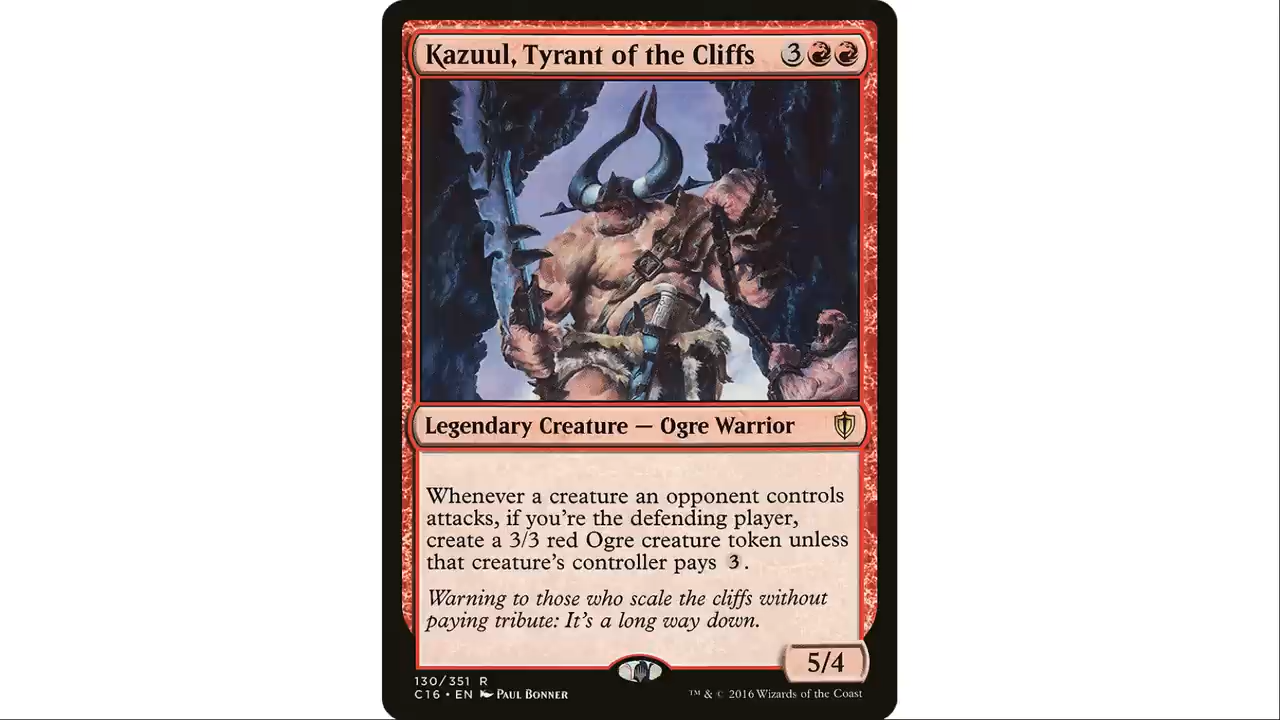 Kazuul, Tyrant of the Cliffs 3
Legendary Creature — Ogre Warrior
Whenever a creature an opponent controls
attacks, if you're the defending player,
create a 3/3 red Ogre creature token unless
that creature's controller pays 3.
Warning to those who scale the cliffs without
paying tribute: It's a long way down.
5/4
130/351 R
C16 • EN PAUL BONNER
™ & © 2016 Wizards of the Coast